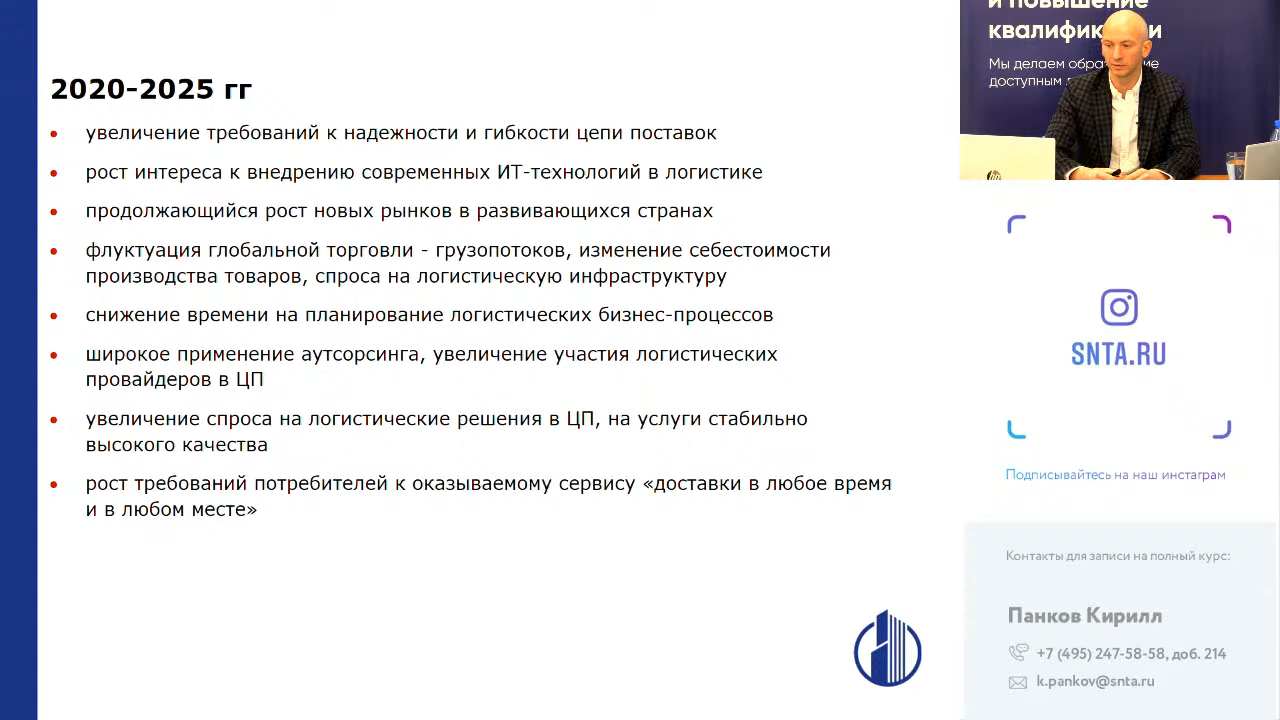 2020-2025 гг
увеличение требований к надежности и гибкости цепи поставок
рост интереса к внедрению современных ИТ-технологий в логистике
продолжающийся рост новых рынков в развивающихся странах
флуктуация глобальной торговли - грузопотоков, изменение себестоимости
производства товаров, спроса на логистическую инфраструктуру
снижение времени на планирование логистических бизнес-процессов
широкое применение аутсорсинга, увеличение участия логистических
провайдеров в ЦП
увеличение спроса на логистические решения в ЦП, на услуги стабильно
высокого качества
рост требований потребителей к оказываемому сервису «доставки в любое время
и в любом месте»
и повышение
Мы делаем
доступным
SNTA.RU
Подписывайтесь на наш инстаграм
Контакты для записи на полный курс:
Панков Кирилл
+7 (495) 247-58-58, доб. 214
k.pankov@snta.ru